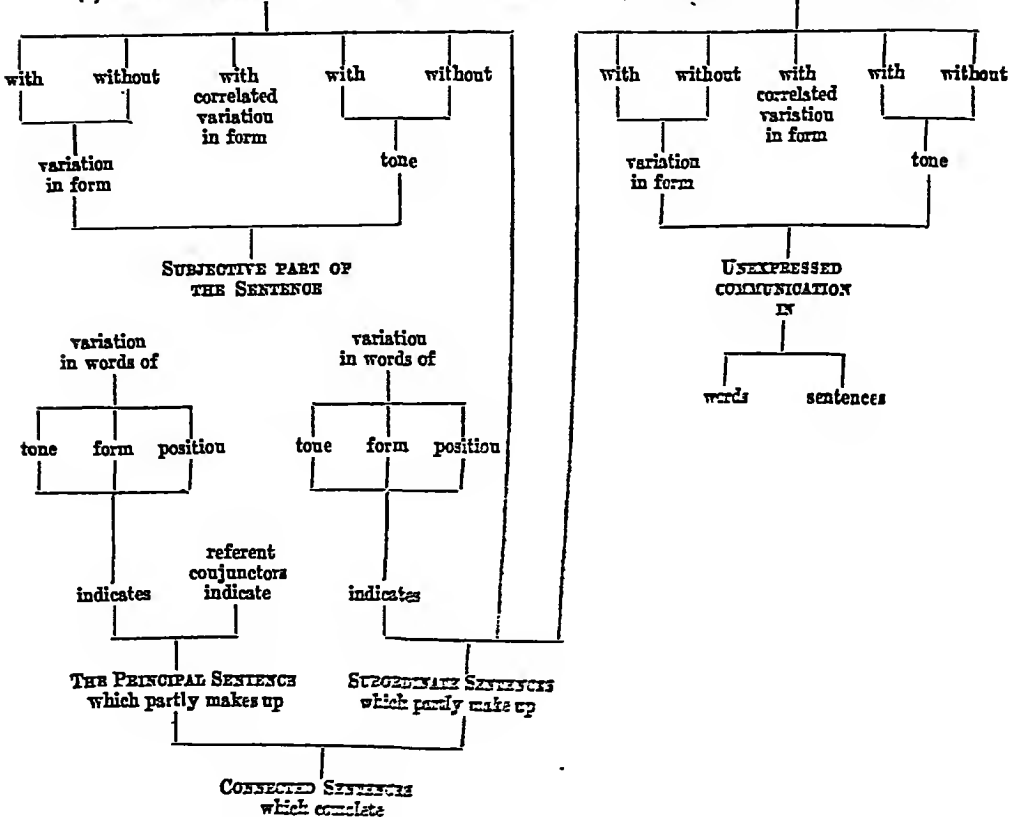 with without with with without
correlated
variation
in form
variation
in form
tone
SUBJECTIVE PART OF
THE SENTENCE
with without with with without
correlated
variation
in form
variation
in form
tone
UNEXPRESSED
COMMUNICATION
IN
words sentences
variation
in words of
tone form position
indicates
referent
conjunctors
indicate
variation
in words of
tone form position
indicates
THE PRINCIPAL SENTENCE
which partly makes up
SUBORDINATE SENTENCES
which partly make up
CONNECTED SENTENCES
which complete